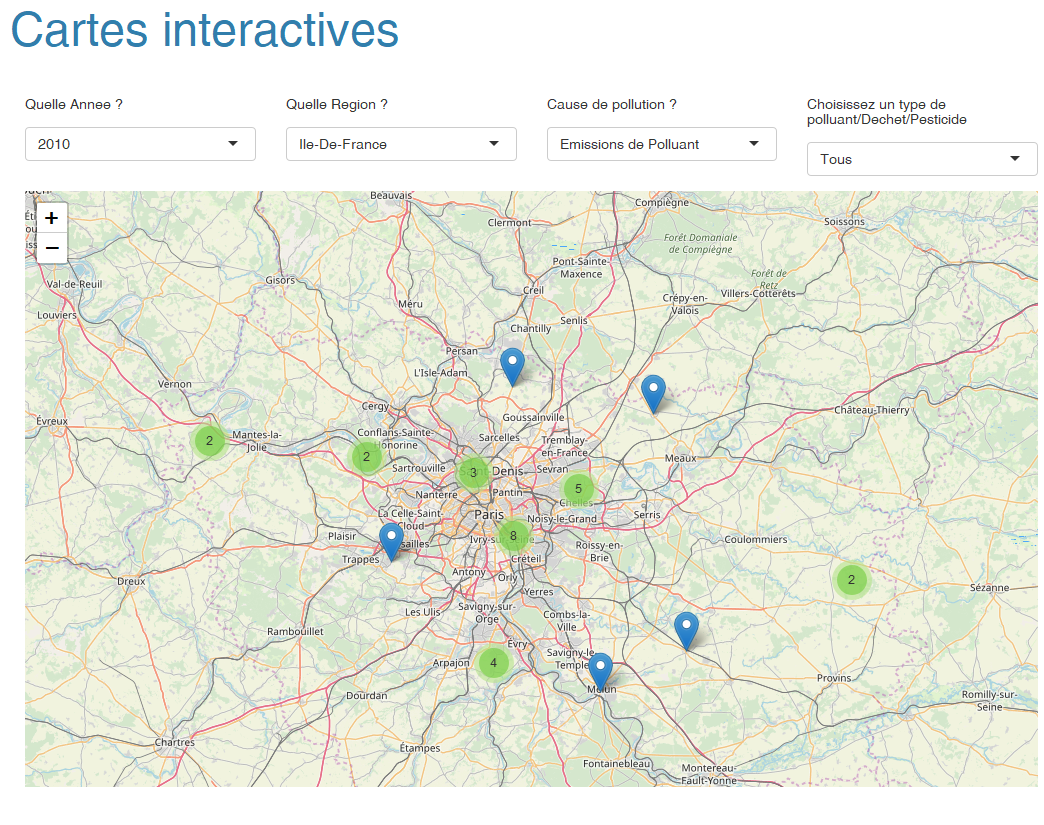 Cartes interactives
Quelle Annee ?
Quelle Region ?
Cause de pollution ?
Choisissez un type de
polluant/Dechet/Pesticide
2010
Ile-De-France
Emissions de Polluant
Tous
+
−
Beauvais
Compiègne
Clermont
Soissons
Forêt Domaniale
de Compiègne
Pont-Sainte-
Maxence
Forêt de
Retz
Val-de-Reuil
Gisors
Creil
Villers-Cotterêts
Crépy-en-
Valois
Méru
Louviers
Senlis
Chantilly
Persan
L'Isle-Adam
Vernon
Cergy
Château-Thierry
Goussainville
Évreux
Mantes-la-
Jolie
2
Conflans-Sainte-
Honorine
2
Sarcelles
Tremblay-
en-France
Meaux
Sartrouville
3
Saint-Denis
Sevran
5
Chelles
Nanterre
Pantin
La Celle-Saint-
Cloud
Paris
Noisy-le-Grand
Serris
Plaisir
8
Coulommiers
Roissy-en-
Brie
Trappes
Créteil
Antony
Orly
2
Dreux
Sézanne
Yerres
Les Ulis
Savigny-sur-
Orge
Combs-la-
Ville
Rambouillet
Évry
Savigny-le-
Temple
Arpajon
4
Provins
Melun
Dourdan
Romilly-sur-
Seine
Chartres
Étampes
Fontainebleau
Montereau-
Fault-Yonne